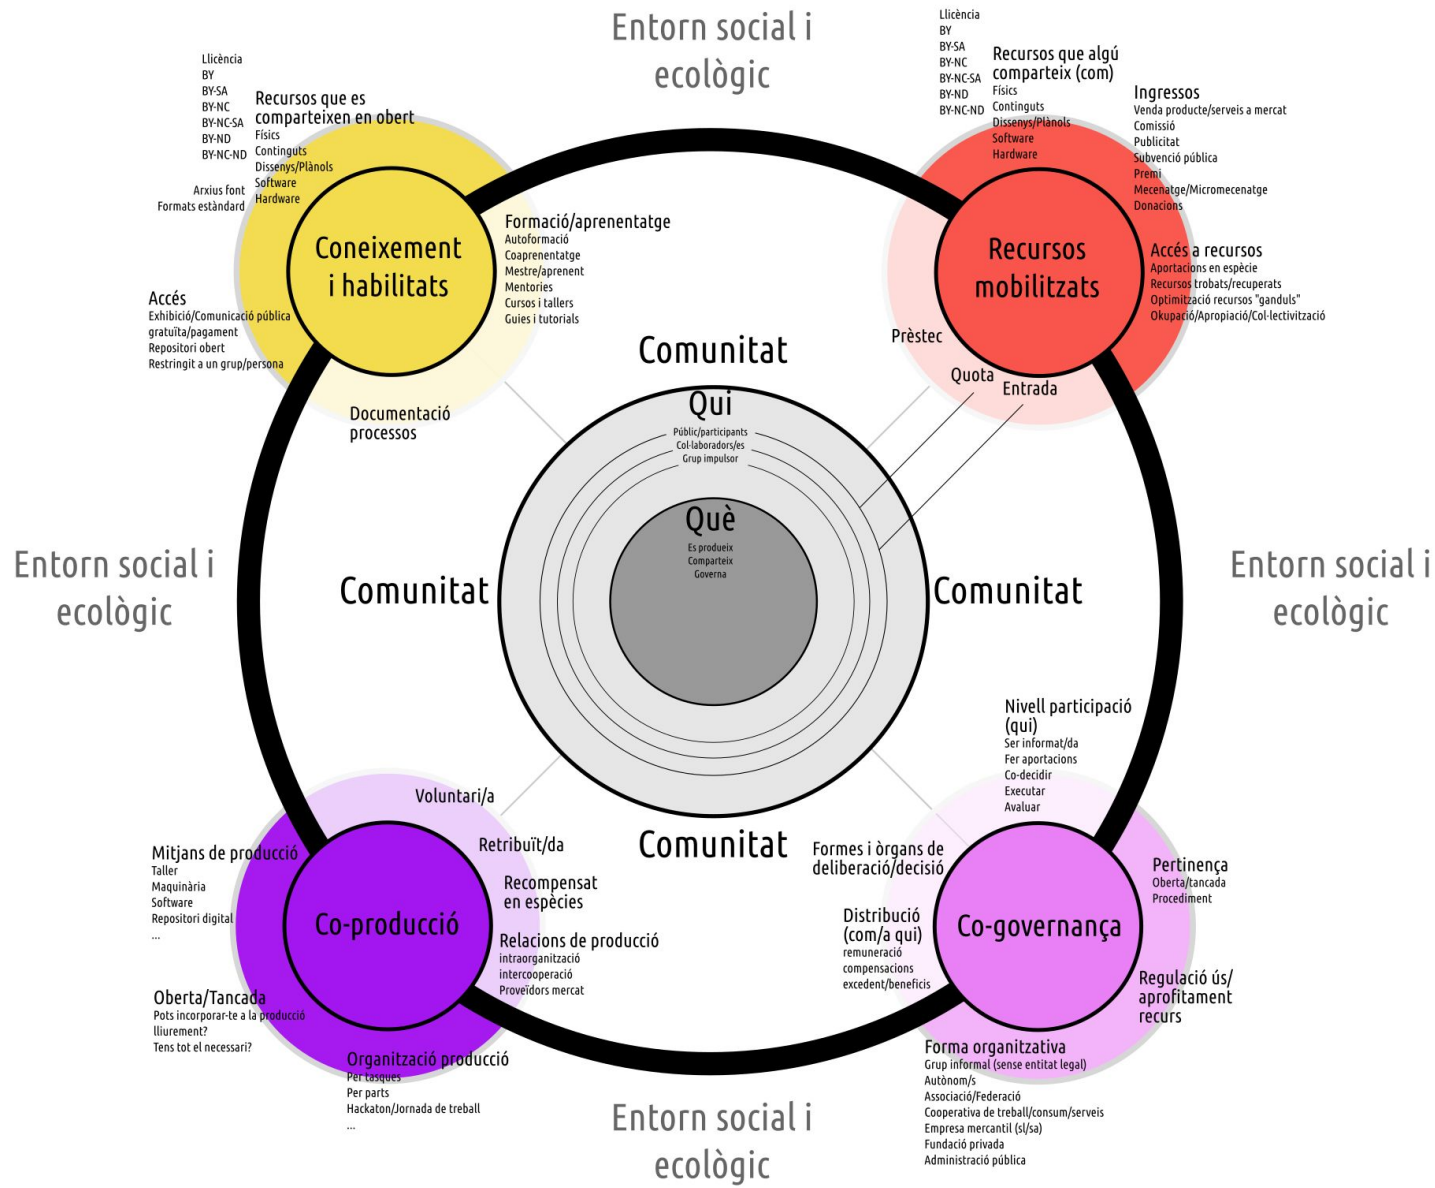 Entorn social i
ecològic
Llicència
BY
BY-SA
BY-NC
BY-NC-SA
BY-ND
BY-NC-ND
Arxius font
Formats estàndard
Recursos que es
comparteixen en obert
Físics
Continguts
Dissenys/Plànols
Software
Hardware
Coneixement
i habilitats
Formació/aprenentatge
Autoformació
Coaprenentatge
Mestre/aprenent
Mentories
Cursos i tallers
Guies i tutorials
Accés
Exhibició/Comunicació pública
gratuïta/pagament
Repositori obert
Restringit a un grup/persona
Documentació
processos
Llicència
BY
BY-SA
BY-NC
BY-NC-SA
BY-ND
BY-NC-ND
Recursos que algú
comparteix (com)
Físics
Continguts
Dissenys/Plànols
Software
Hardware
Ingressos
Venda producte/serveis a mercat
Comissió
Publicitat
Subvenció pública
Premi
Mecenatge/Micromecenatge
Donacions
Recursos
mobilitzats
Accés a recursos
Aportacions en espècie
Recursos trobats/recuperats
Optimització recursos "ganduls"
Okupació/Apropiació/Col·lectivització
Prèstec
Quota
Entrada
Comunitat
Qui
Públic/participants
Col·laboradors/es
Grup impulsor
Què
Es produeix
Comparteix
Governa
Entorn social i
ecològic
Comunitat
Comunitat
Entorn social i
ecològic
Comunitat
Voluntari/a
Retribuït/da
Recompensat
en espècies
Relacions de producció
intraorganització
intercooperació
Proveïdors mercat
Mitjans de producció
Taller
Maquinària
Software
Repositori digital
...
Co-producció
Oberta/Tancada
Pots incorporar-te a la producció
lliurement?
Tens tot el necessari?
Organització producció
Per tasques
Per parts
Hackaton/Jornada de treball
...
Nivell participació
(qui)
Ser informat/da
Fer aportacions
Co-decidir
Executar
Avaluar
Formes i òrgans de
deliberació/decisió
Distribució
(com/a qui)
remuneració
compensacions
excedent/beneficis
Co-governança
Pertinença
Oberta/tancada
Procediment
Regulació ús/
aprofitament
recurs
Forma organitzativa
Grup informal (sense entitat legal)
Autònom/s
Associació/Federació
Cooperativa de treball/consum/serveis
Empresa mercantil (sl/sa)
Fundació privada
Administració pública
Entorn social i
ecològic